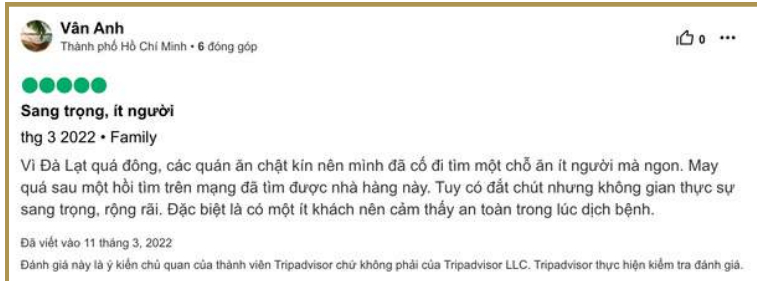 Vân Anh
Thành phố Hồ Chí Minh • 6 đóng góp
0 •••
Sang trọng, ít người
thg 3 2022 • Family
Vì Đà Lạt quá đông, các quán ăn chật kín nên mình đã cố đi tìm một chỗ ăn ít người mà ngon. May
quá sau một hồi tìm trên mạng đã tìm được nhà hàng này. Tuy có đắt chút nhưng không gian thực sự
sang trọng, rộng rãi. Đặc biệt là có một ít khách nên cảm thấy an toàn trong lúc dịch bệnh.
Đã viết vào 11 tháng 3, 2022
Đánh giá này là ý kiến chủ quan của thành viên Tripadvisor chứ không phải của Tripadvisor LLC. Tripadvisor thực hiện kiểm tra đánh giá.